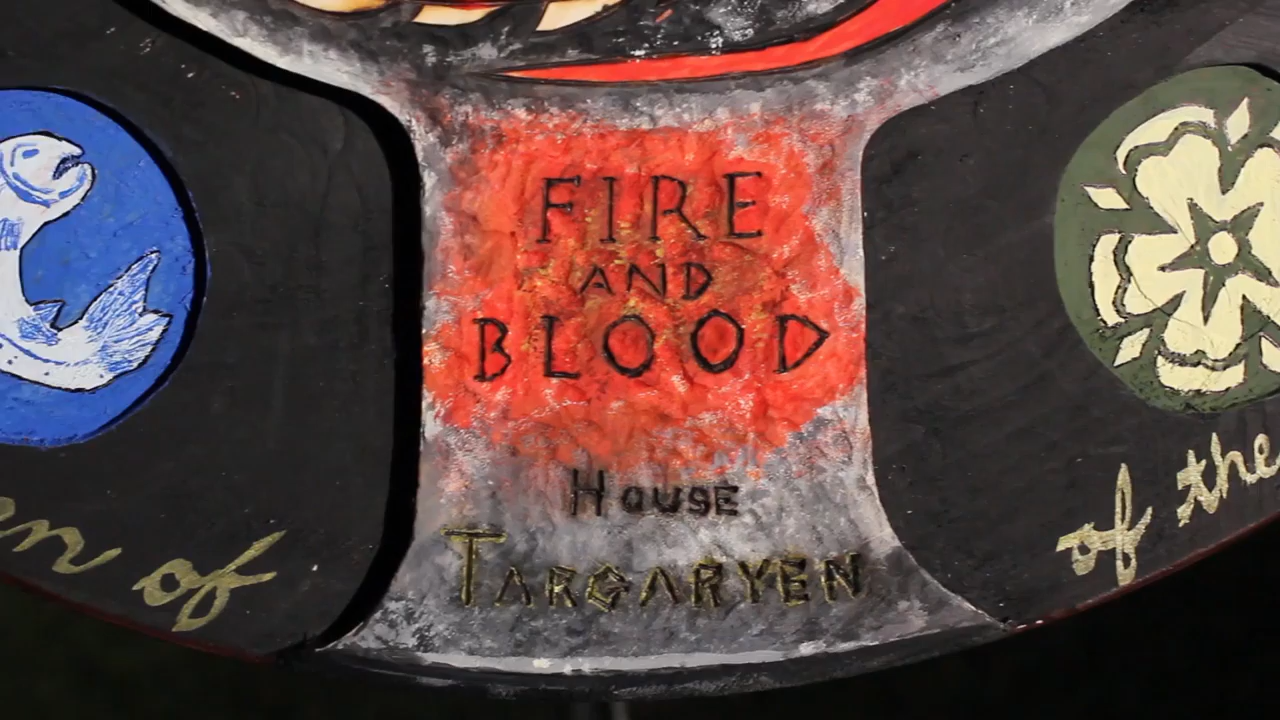 FIRE
AND
BLOOD
HOUSE
TARGARYEN
of
of the